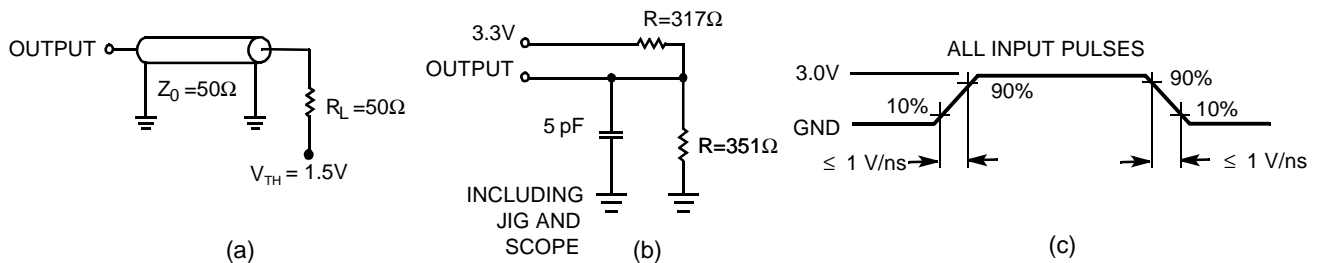 OUTPUT
Z0 = 50Ω
RL = 50Ω
VTH = 1.5V
(a)
R=317Ω
3.3V
OUTPUT
5 pF
R=351Ω
INCLUDING
JIG AND
SCOPE
(b)
ALL INPUT PULSES
3.0V
90%
90%
10%
10%
GND
≤ 1 V/ns
≤ 1 V/ns
(c)